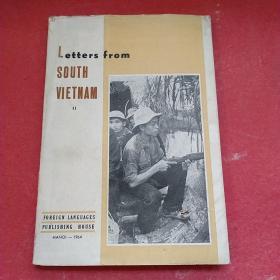 Letters from
SOUTH
VIETNAM
II
FOREIGN LANGUAGES
PUBLISHING HOUSE
HANOI — 1964